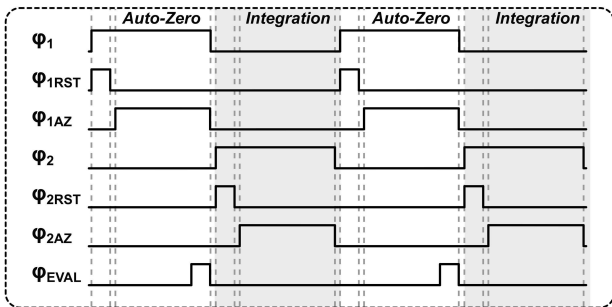 Auto-Zero Integration Auto-Zero Integration
φ1
φ1RST
φ1AZ
φ2
φ2RST
φ2AZ
φEVAL